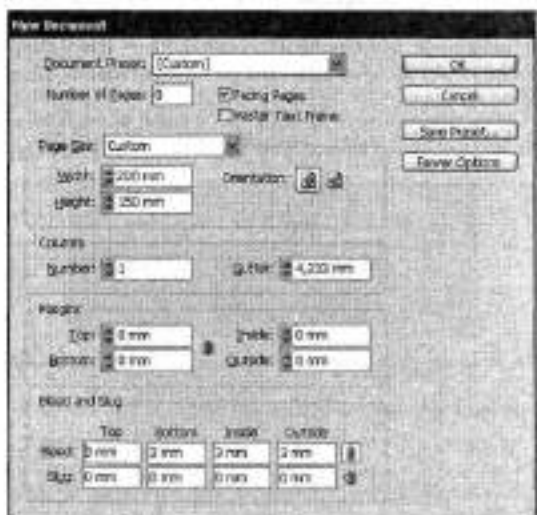 New Document
Document Preset: [Custom]
OK
Number of Pages:
Facing Pages
Cancel
Master Text Frame
Save Preset...
Page Size: Custom
Fewer Options
Width: 200 mm
Orientation:
Height: 150 mm
Columns
Number: 1
Gutter: 4,233 mm
Margins
Top: 0 mm
Inside: 0 mm
Bottom: 0 mm
Outside: 0 mm
Bleed and Slug
Top Bottom Inside Outside
Bleed: 3 mm 3 mm 3 mm 3 mm
Slug: 0 mm 0 mm 0 mm 0 mm